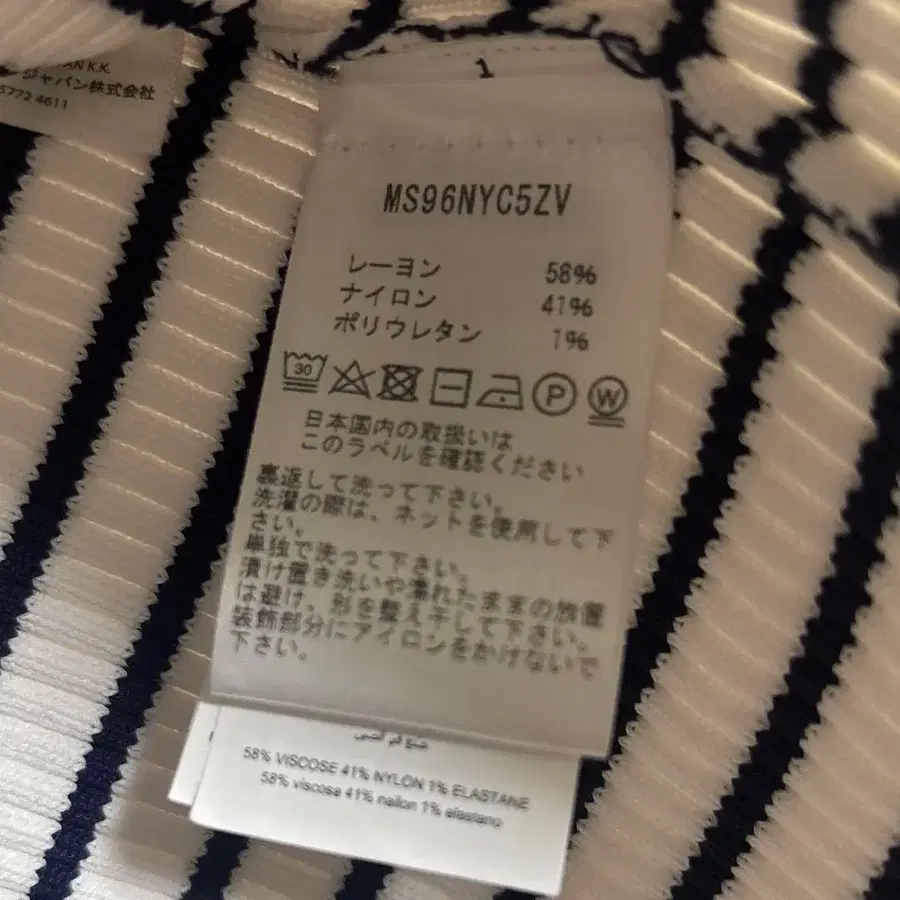 AN K.K.
ジャパン株式会社
5772 4611
1
MS96NYC5ZV
レーヨン 58%
ナイロン 41%
ポリウレタン 1%
30
P W
日本国内の取扱いは
このラベルを確認ください
裏返して洗って下さい。
洗濯の際は、ネットを使用して下
さい。
単独で洗って下さい。
漬け置き洗いや濡れたままの放置
は避け、形を整え干して下さい。
装飾部分にアイロンをかけないで
下さい。
صنع في الصين
58% VISCOSE 41% NYLON 1% ELASTANE
58% viscosa 41% nailon 1% elastano